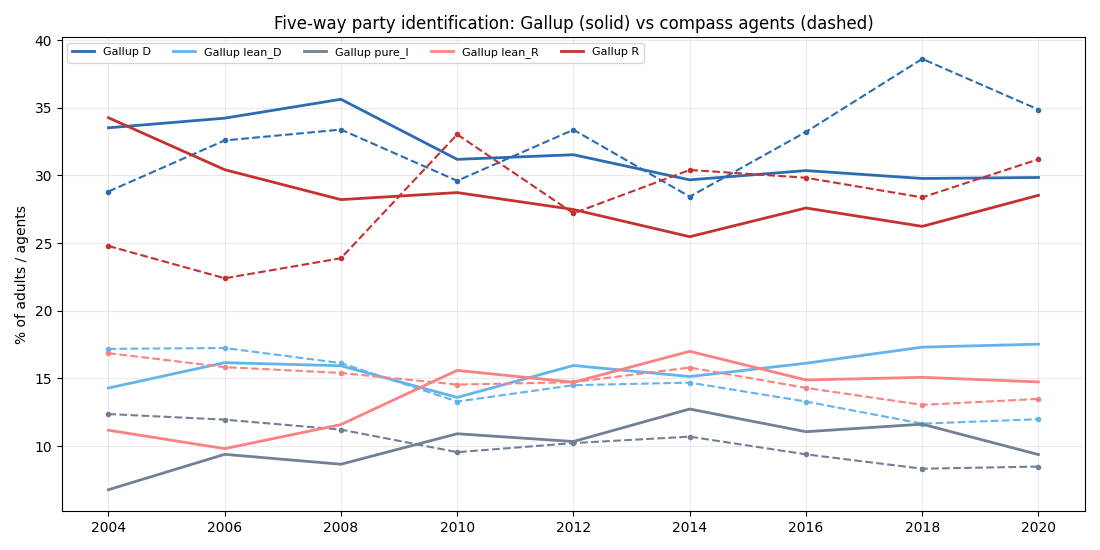 Five-way party identification: Gallup (solid) vs compass agents (dashed)
Gallup D
Gallup lean_D
Gallup pure_I
Gallup lean_R
Gallup R
% of adults / agents
40
35
30
25
20
15
10
2004
2006
2008
2010
2012
2014
2016
2018
2020